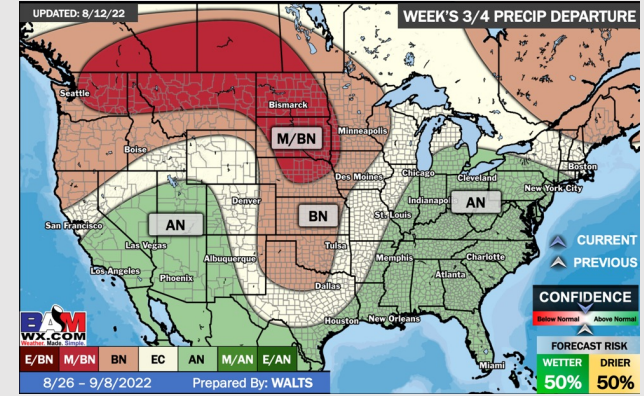 UPDATED: 8/12/22
WEEK'S 3/4 PRECIP DEPARTURE
Seattle
Bismarck
M/BN
Minneapolis
Boise
Boston
Des Moines
Chicago
Cleveland
New York City
Denver
Indianapol
AN
BN
St. Louis
San Francisco
AN
Las Vegas
Tulsa
CURRENT
Albuquerque
Memphis
Charlotte
PREVIOUS
Los Angeles
Phoenix
Atlanta
Dallas
CONFIDENCE
Below Normal
Above Normal
Houston
New Orleans
BAM
WX.COM
Weather. Made. Simple.
FORECAST RISK
E/BN
M/BN
BN
EC
AN
M/AN
E/AN
Miami
WETTER
50%
DRIER
50%
8/26 - 9/8/2022
Prepared By: WALTS